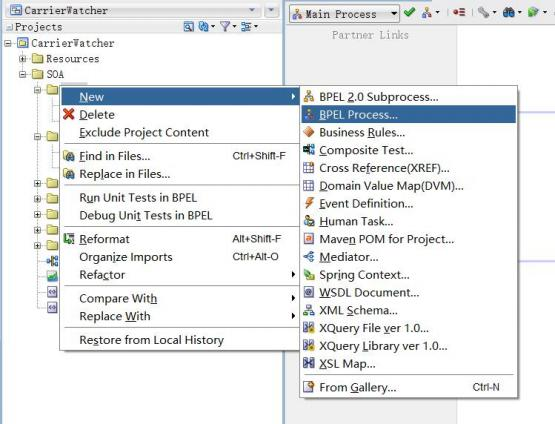 CarrierWatcher
Main Process
Projects
Partner Links
CarrierWatcher
Resources
SOA
New
Delete
Exclude Project Content
Find in Files... Ctrl+Shift-F
Replace in Files...
Run Unit Tests in BPEL
Debug Unit Tests in BPEL
Reformat Alt+Shift-F
Organize Imports Ctrl+Alt-O
Refactor
Compare With
Replace With
Restore from Local History
BPEL 2.0 Subprocess...
BPEL Process...
Business Rules...
Composite Test...
Cross Reference(XREF)...
Domain Value Map(DVM)...
Event Definition...
Human Task...
Maven POM for Project...
Mediator...
Spring Context...
WSDL Document...
XML Schema...
XQuery File ver 1.0...
XQuery Library ver 1.0...
XSL Map...
From Gallery... Ctrl-N